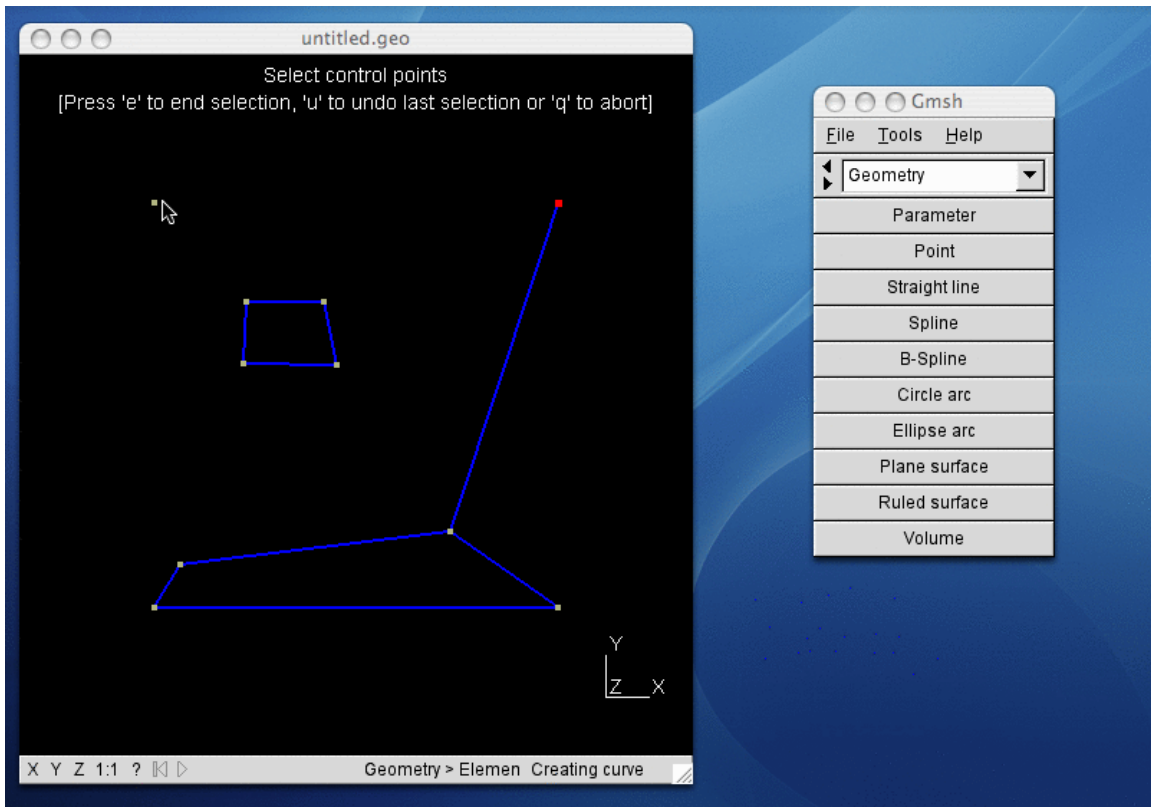 untitled.geo
Select control points
[Press 'e' to end selection, 'u' to undo last selection or 'q' to abort]
Y
Z X
X Y Z 1:1 ? Geometry > Elemen Creating curve
Gmsh
File Tools Help
Geometry
Parameter
Point
Straight line
Spline
B-Spline
Circle arc
Ellipse arc
Plane surface
Ruled surface
Volume